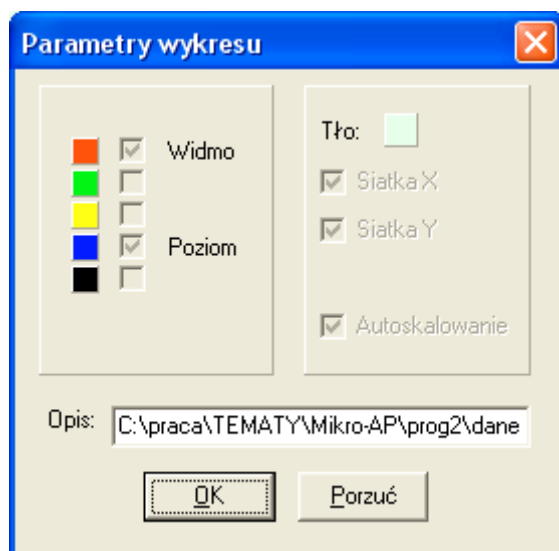 Parametry wykresu
Widmo
Poziom
Tło:
Siatka X
Siatka Y
Autoskalowanie
Opis: C:\praca\TEMATY\Mikro-AP\prog2\dane
OK
Porzuć